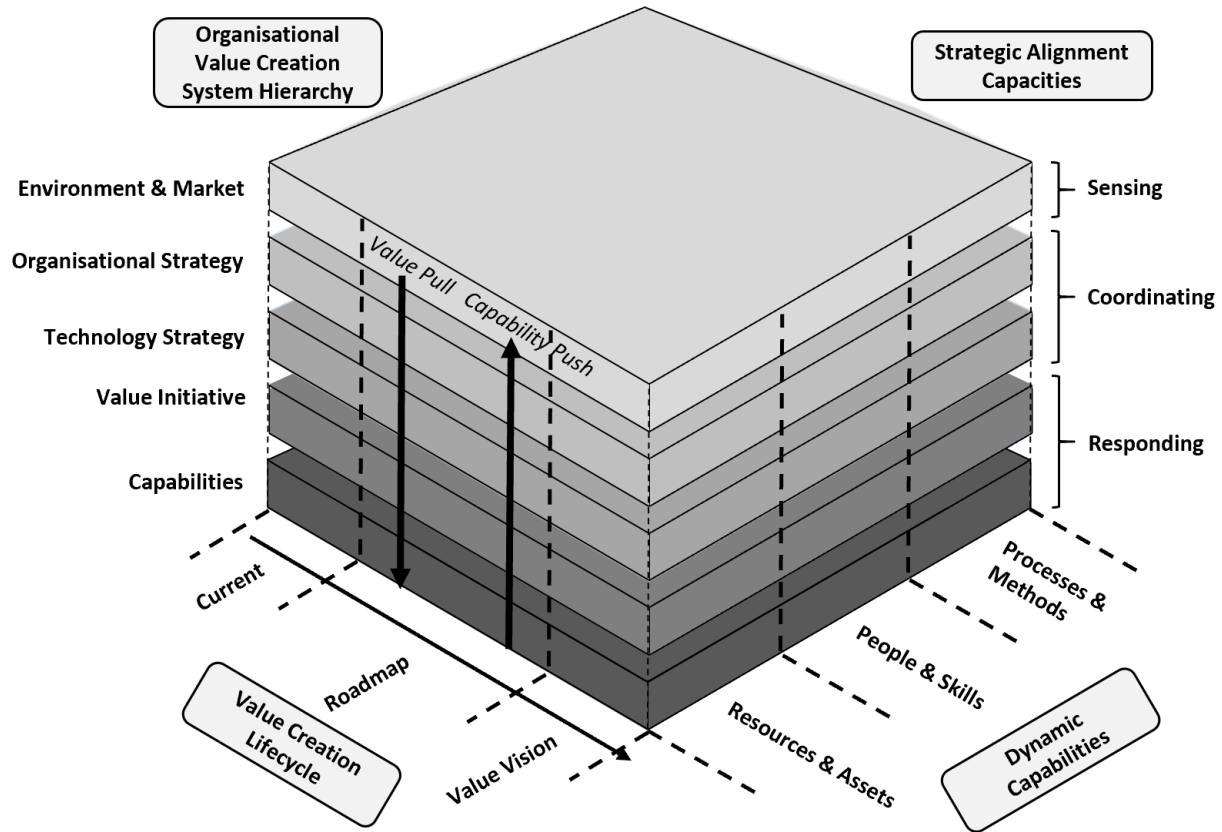 Organisational
Value Creation
System Hierarchy
Strategic Alignment
Capacities
Environment & Market
Organisational Strategy
Technology Strategy
Value Initiative
Capabilities
Value Pull
Capability Push
Sensing
Coordinating
Responding
Current
Roadmap
Value Vision
Value Creation
Lifecycle
Processes &
Methods
People & Skills
Resources & Assets
Dynamic
Capabilities